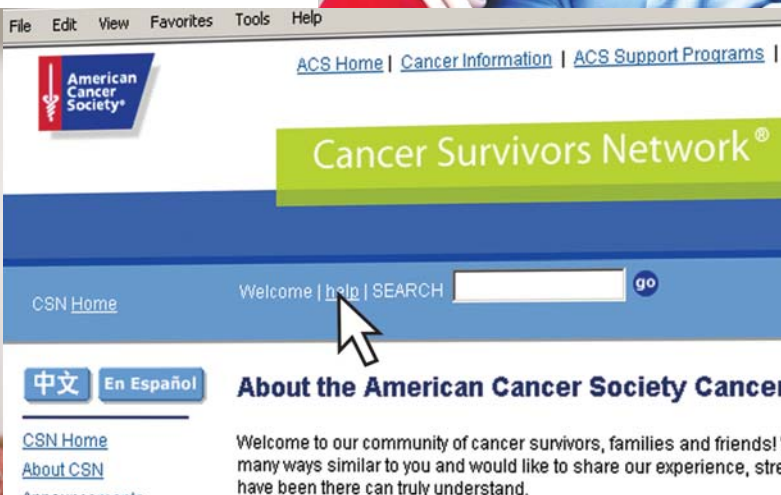 File Edit View Favorites Tools Help
American
Cancer
Society®
ACS Home | Cancer Information | ACS Support Programs |
Cancer Survivors Network®
CSN Home
Welcome | help | SEARCH go
中文 En Español
About the American Cancer Society Cancer
CSN Home
Welcome to our community of cancer survivors, families and friends!
About CSN
many ways similar to you and would like to share our experience,
have been there can truly understand.